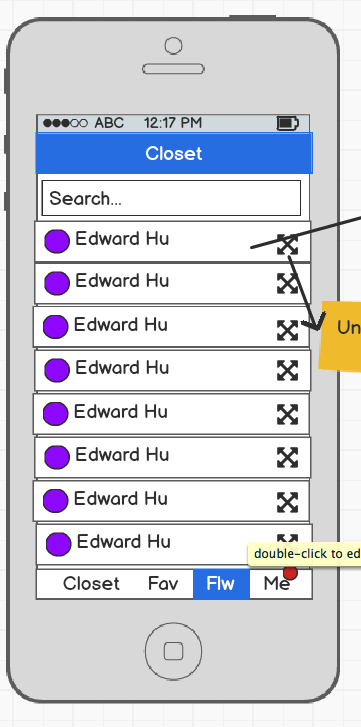 ABC 12:17 PM
Closet
Search...
Edward Hu
Edward Hu
Un
Edward Hu
Edward Hu
Edward Hu
Edward Hu
Edward Hu
Edward Hu
double-click to ed
Closet Fav Flw Me